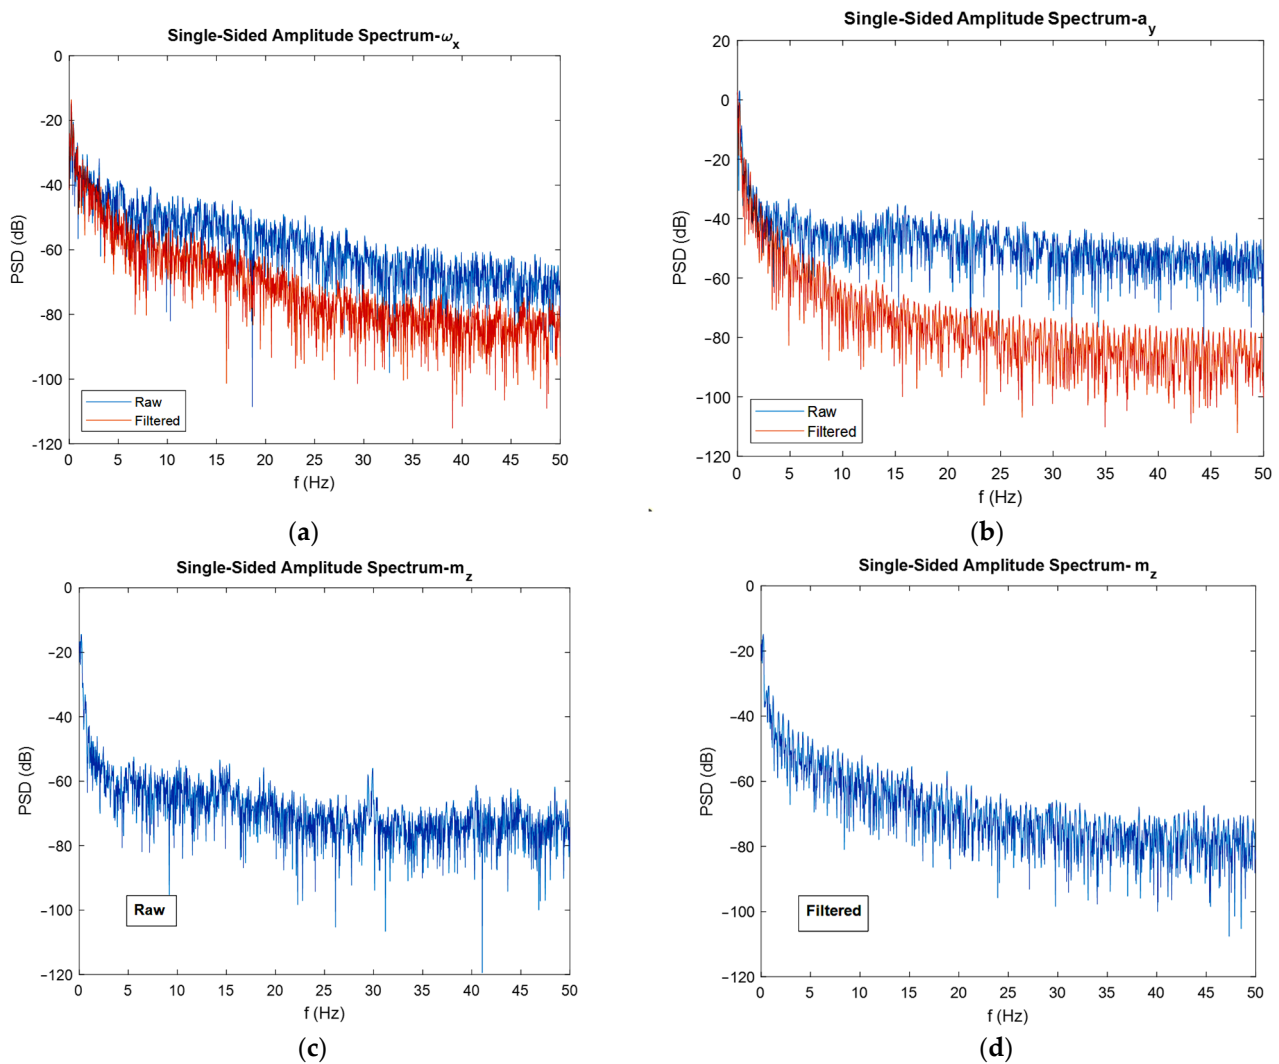 Single-Sided Amplitude Spectrum-ω_x
0
-20
-40
-60
-80
-100
-120
PSD (dB)
Raw
Filtered
0 5 10 15 20 25 30 35 40 45 50
f (Hz)
(a)
Single-Sided Amplitude Spectrum-a_y
20
0
-20
-40
-60
-80
-100
-120
PSD (dB)
Raw
Filtered
0 5 10 15 20 25 30 35 40 45 50
f (Hz)
(b)
Single-Sided Amplitude Spectrum-m_z
0
−20
−40
−60
−80
−100
−120
PSD (dB)
Raw
0 5 10 15 20 25 30 35 40 45 50
f (Hz)
(c)
Single-Sided Amplitude Spectrum- m_z
0
−20
−40
−60
−80
−100
−120
PSD (dB)
Filtered
0 5 10 15 20 25 30 35 40 45 50
f (Hz)
(d)